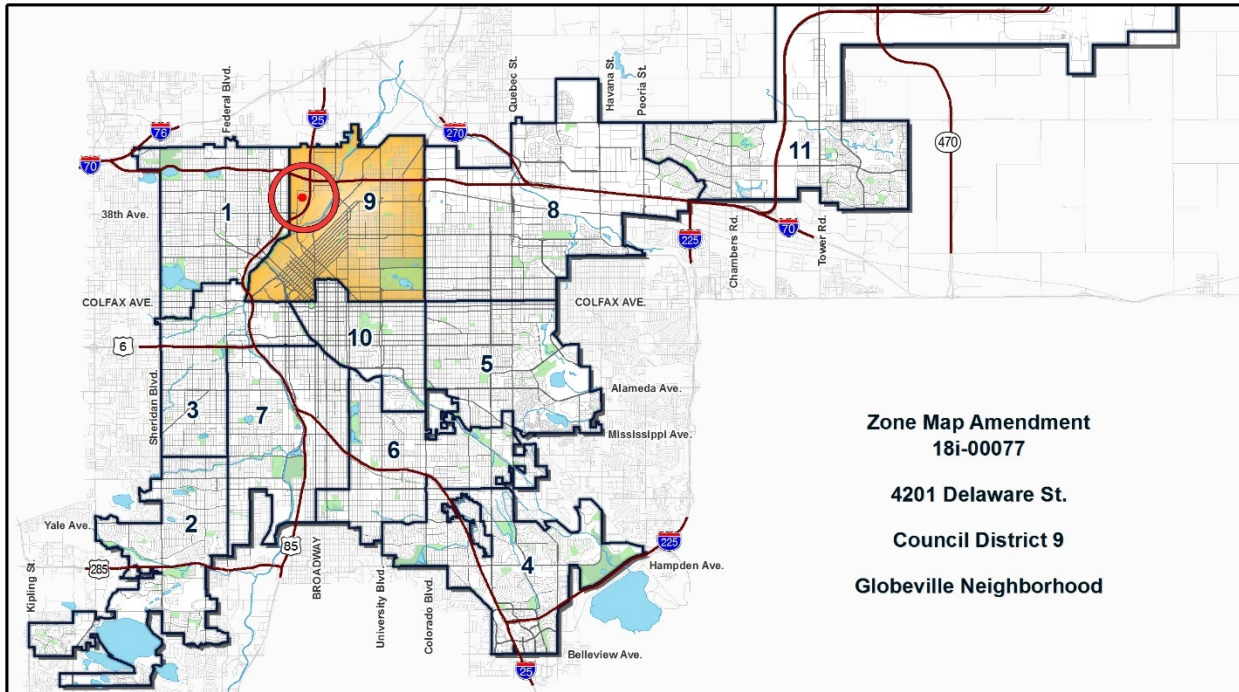 Federal Blvd.
Quebec St.
Havana St.
Peoria St.
76
25
270
70
470
11
1
9
8
38th Ave.
225
70
Chambers Rd.
Tower Rd.
COLFAX AVE.
COLFAX AVE.
10
6
5
Sheridan Blvd.
Alameda Ave.
3
7
Mississippi Ave.
6
Zone Map Amendment
18i-00077
4201 Delaware St.
Council District 9
Globeville Neighborhood
2
Yale Ave.
85
225
4
285
Hampden Ave.
Kipling St.
BROADWAY
University Blvd.
Colorado Blvd.
Belleview Ave.
25